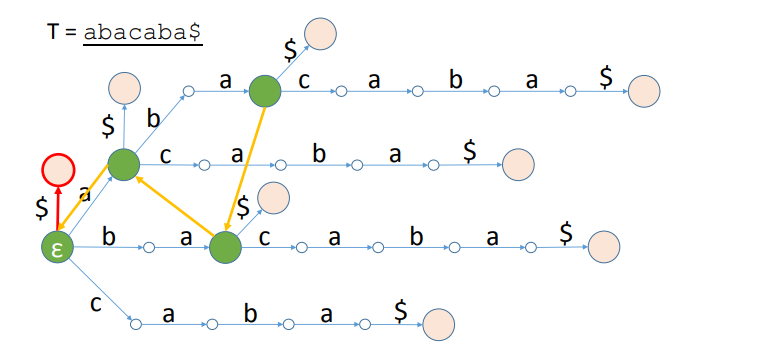 T = abacaba$
$
a c a b a $
$ b
c a b a $
$ a $
ε b a c a b a $
c a b a $